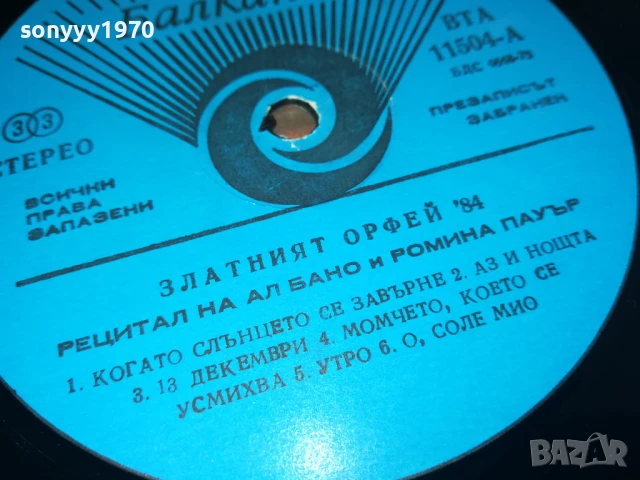 sonyyy1970
Балкан
ВТА
11504-А
БДС
ПРЕЗАПИСЪТ
ЗАБРАНЕН
33
СТЕРЕО
ВСИЧКИ
ПРАВА
ЗАПАЗЕНИ
ЗЛАТНИЯТ ОРФЕЙ '84
РЕЦИТАЛ НА АЛ БАНО и РОМИНА ПАУЪР
1. КОГАТО СЛЪНЦЕТО СЕ ЗАВЪРНЕ 2. АЗ И НОЩТА
3. 13 ДЕКЕМВРИ 4. МОМЧЕТО, КОЕТО СЕ
УСМИХВА 5. УТРО 6. О, СОЛЕ МИО
BAZAR